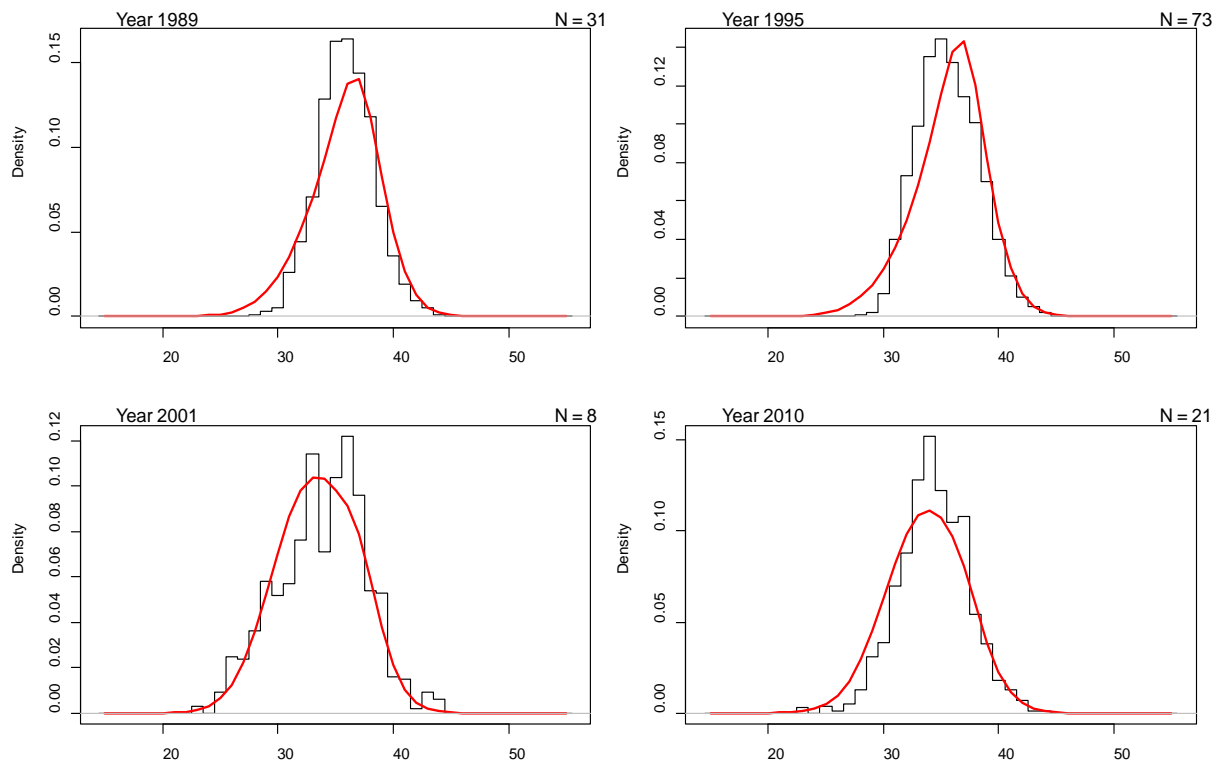 Year 1989 N = 31
Density
0.00 0.05 0.10 0.15
20 30 40 50
Year 1995 N = 73
Density
0.00 0.04 0.08 0.12
20 30 40 50
Year 2001 N = 8
Density
0.00 0.02 0.04 0.06 0.08 0.10 0.12
20 30 40 50
Year 2010 N = 21
Density
0.00 0.05 0.10 0.15
20 30 40 50